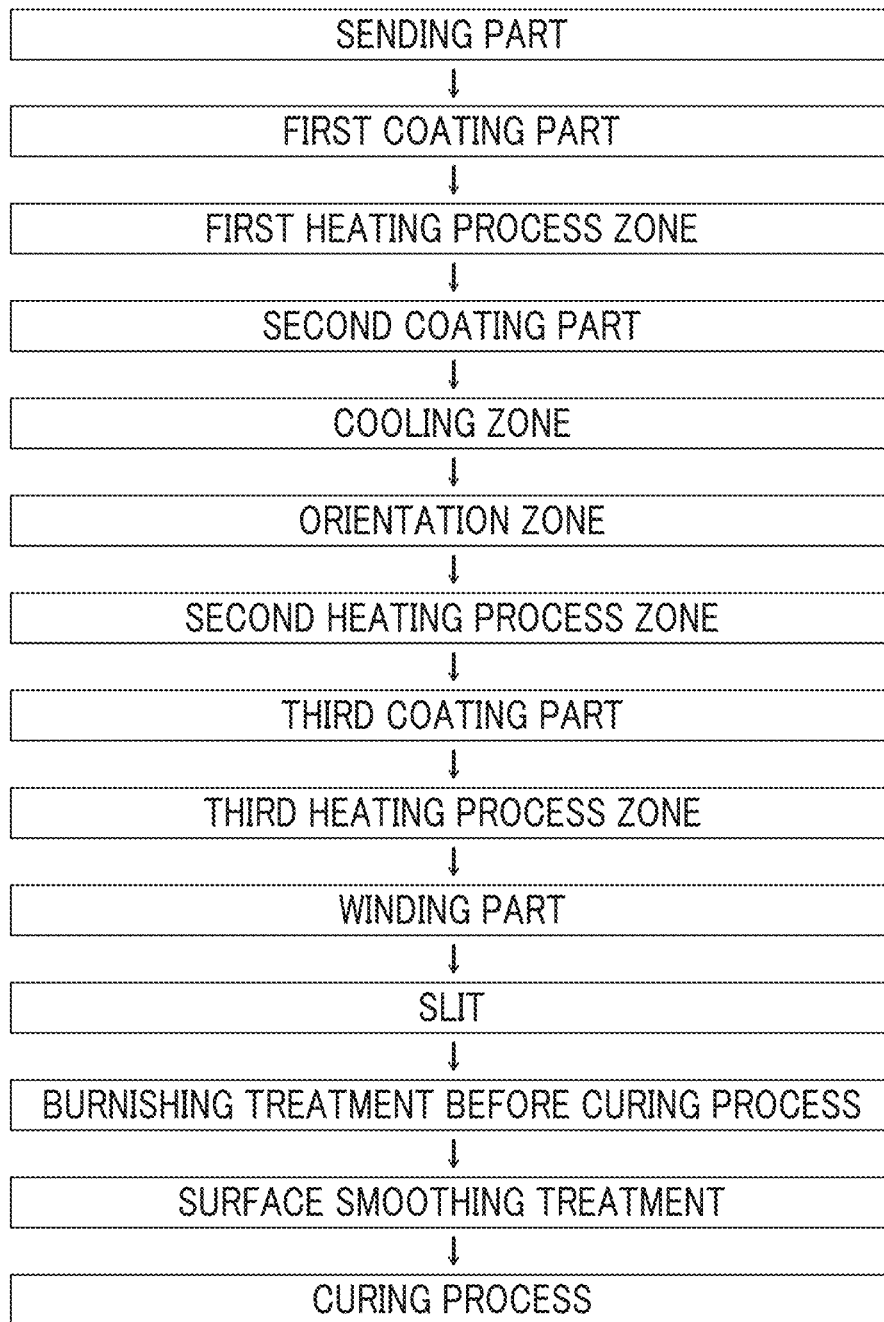 SENDING PART
↓
FIRST COATING PART
↓
FIRST HEATING PROCESS ZONE
↓
SECOND COATING PART
↓
COOLING ZONE
↓
ORIENTATION ZONE
↓
SECOND HEATING PROCESS ZONE
↓
THIRD COATING PART
↓
THIRD HEATING PROCESS ZONE
↓
WINDING PART
↓
SLIT
↓
BURNISHING TREATMENT BEFORE CURING PROCESS
↓
SURFACE SMOOTHING TREATMENT
↓
CURING PROCESS